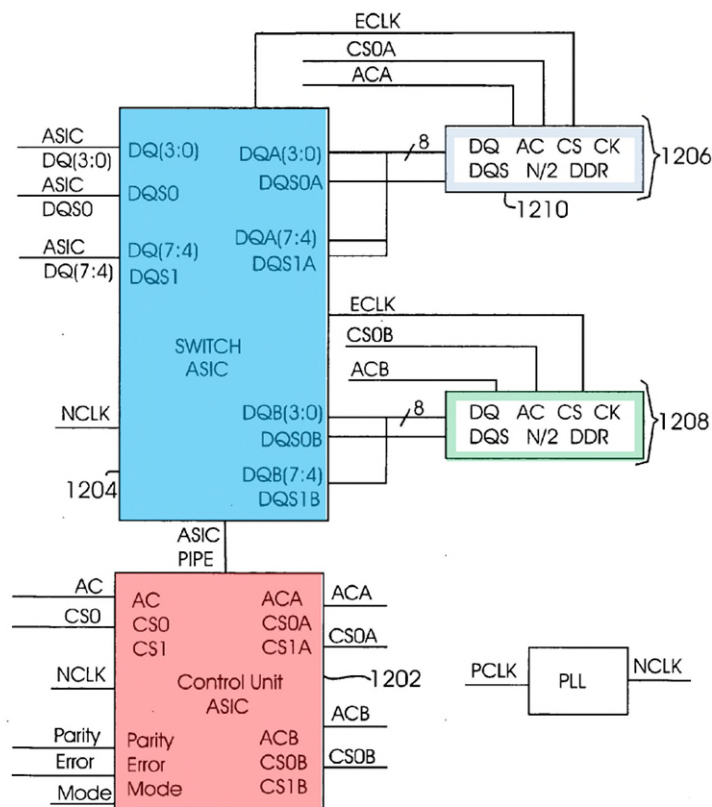 ECLK
CS0A
ACA
ASIC
DQ(3:0)
DQ(3:0)
DQA(3:0)
8
DQ AC CS CK
DQS N/2 DDR
1206
1210
ASIC
DQS0
DQS0
DQS0A
ASIC
DQ(7:4)
DQ(7:4)
DQS1
DQA(7:4)
DQS1A
ECLK
CS0B
ACB
SWITCH
ASIC
NCLK
DQB(3:0)
DQS0B
8
DQ AC CS CK
DQS N/2 DDR
1208
1204
DQB(7:4)
DQS1B
ASIC
PIPE
AC
CS0
AC
CS0
CS1
ACA
CS0A
CS1A
ACA
CS0A
NCLK
Control Unit
ASIC
1202
PCLK
PLL
NCLK
ACB
CS0B
Parity
Error
Mode
Parity
Error
Mode
ACB
CS0B
CS1B